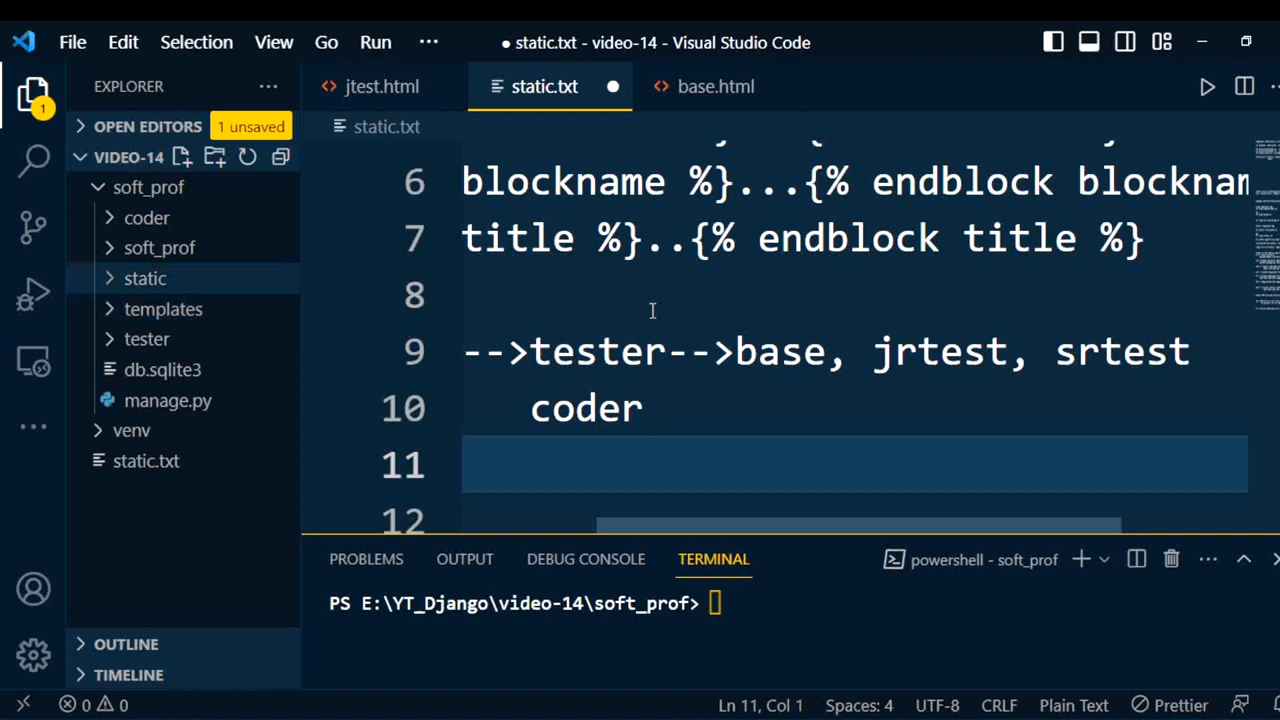 File Edit Selection View Go Run ··· ● static.txt - video-14 - Visual Studio Code
EXPLORER ···
1
OPEN EDITORS 1 unsaved
VIDEO-14
soft_prof
coder
soft_prof
static
templates
tester
db.sqlite3
manage.py
venv
static.txt
OUTLINE
TIMELINE
jtest.html static.txt ● base.html
static.txt
6 blockname %}...{% endblock blocknam
7 title %}..{% endblock title %}
8
9 -->tester-->base, jrtest, srtest
10 coder
11
12
PROBLEMS OUTPUT DEBUG CONSOLE TERMINAL powershell - soft_prof
PS E:\YT_Django\video-14\soft_prof>
0 0 Ln 11, Col 1 Spaces: 4 UTF-8 CRLF Plain Text Prettier